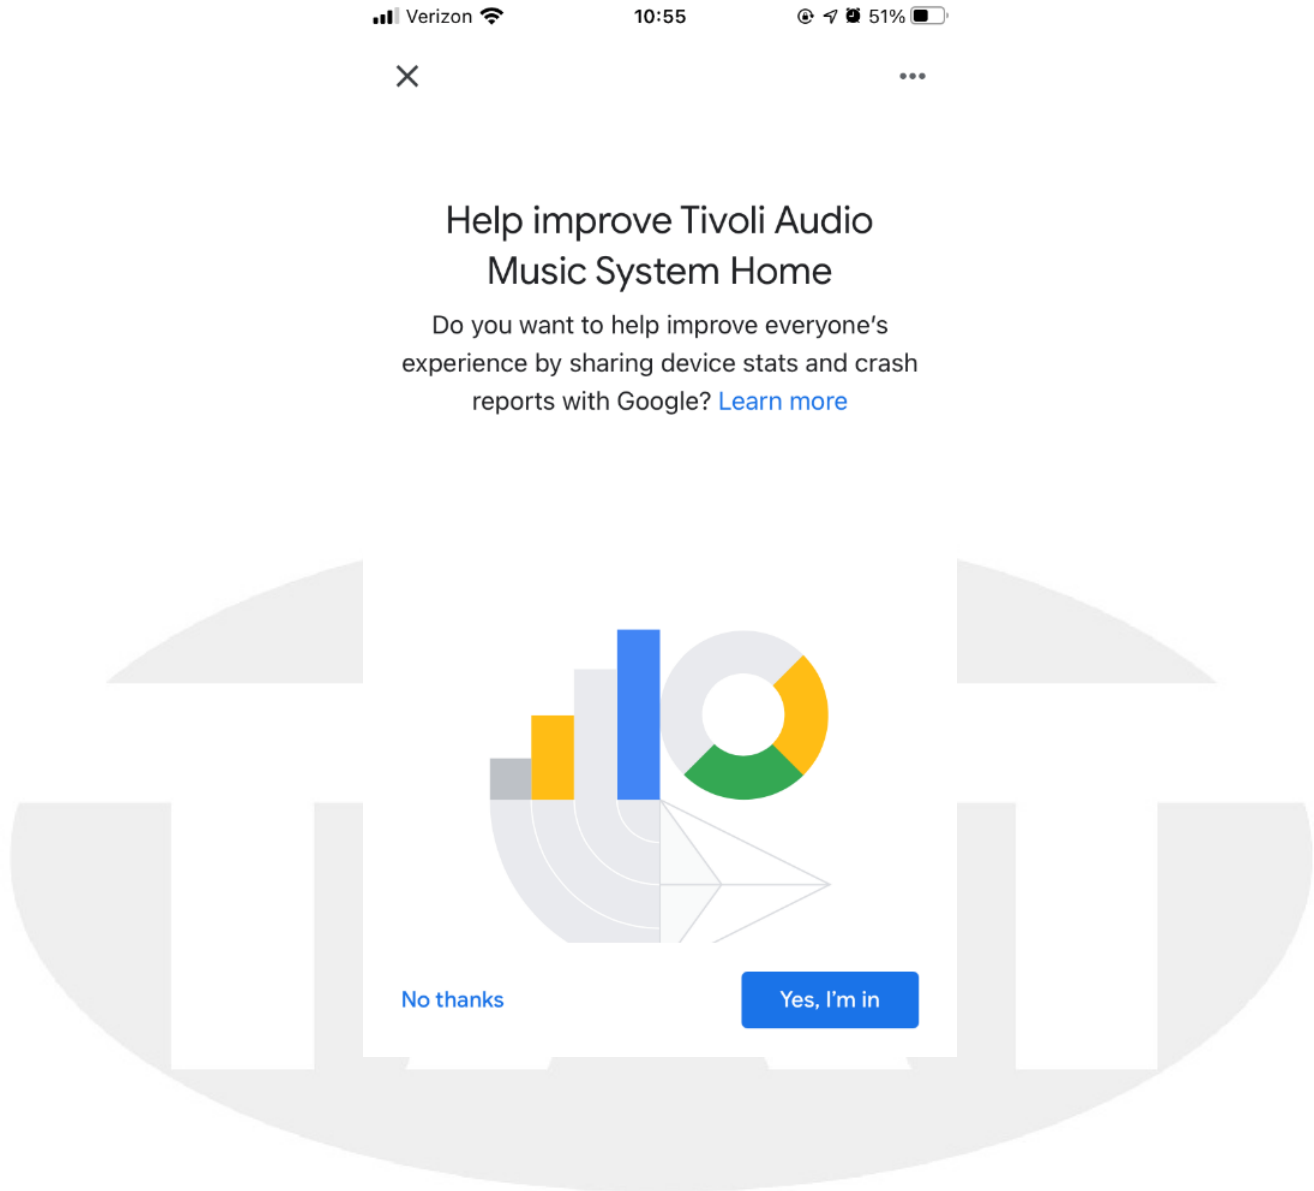 Verizon 10:55 51%
Help improve Tivoli Audio
Music System Home
Do you want to help improve everyone's
experience by sharing device stats and crash
reports with Google? Learn more
No thanks Yes, I'm in